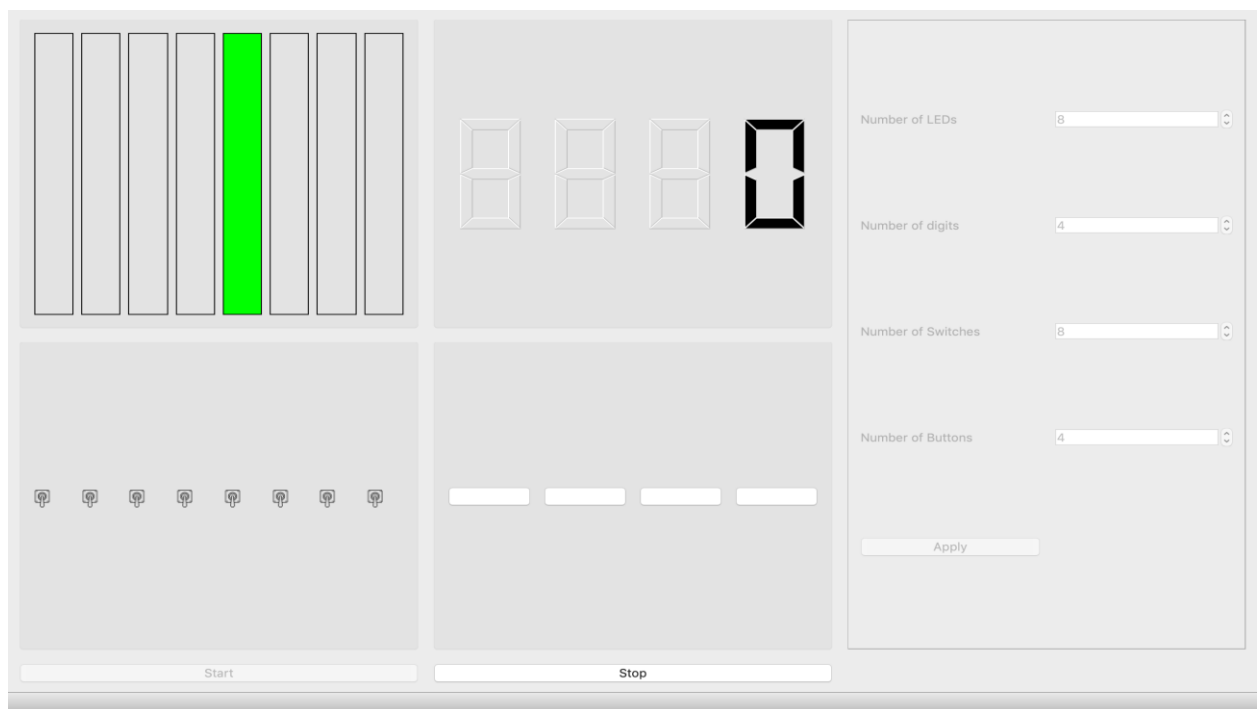 0
Number of LEDs 8
Number of digits 4
Number of Switches 8
Number of Buttons 4
Apply
Start
Stop